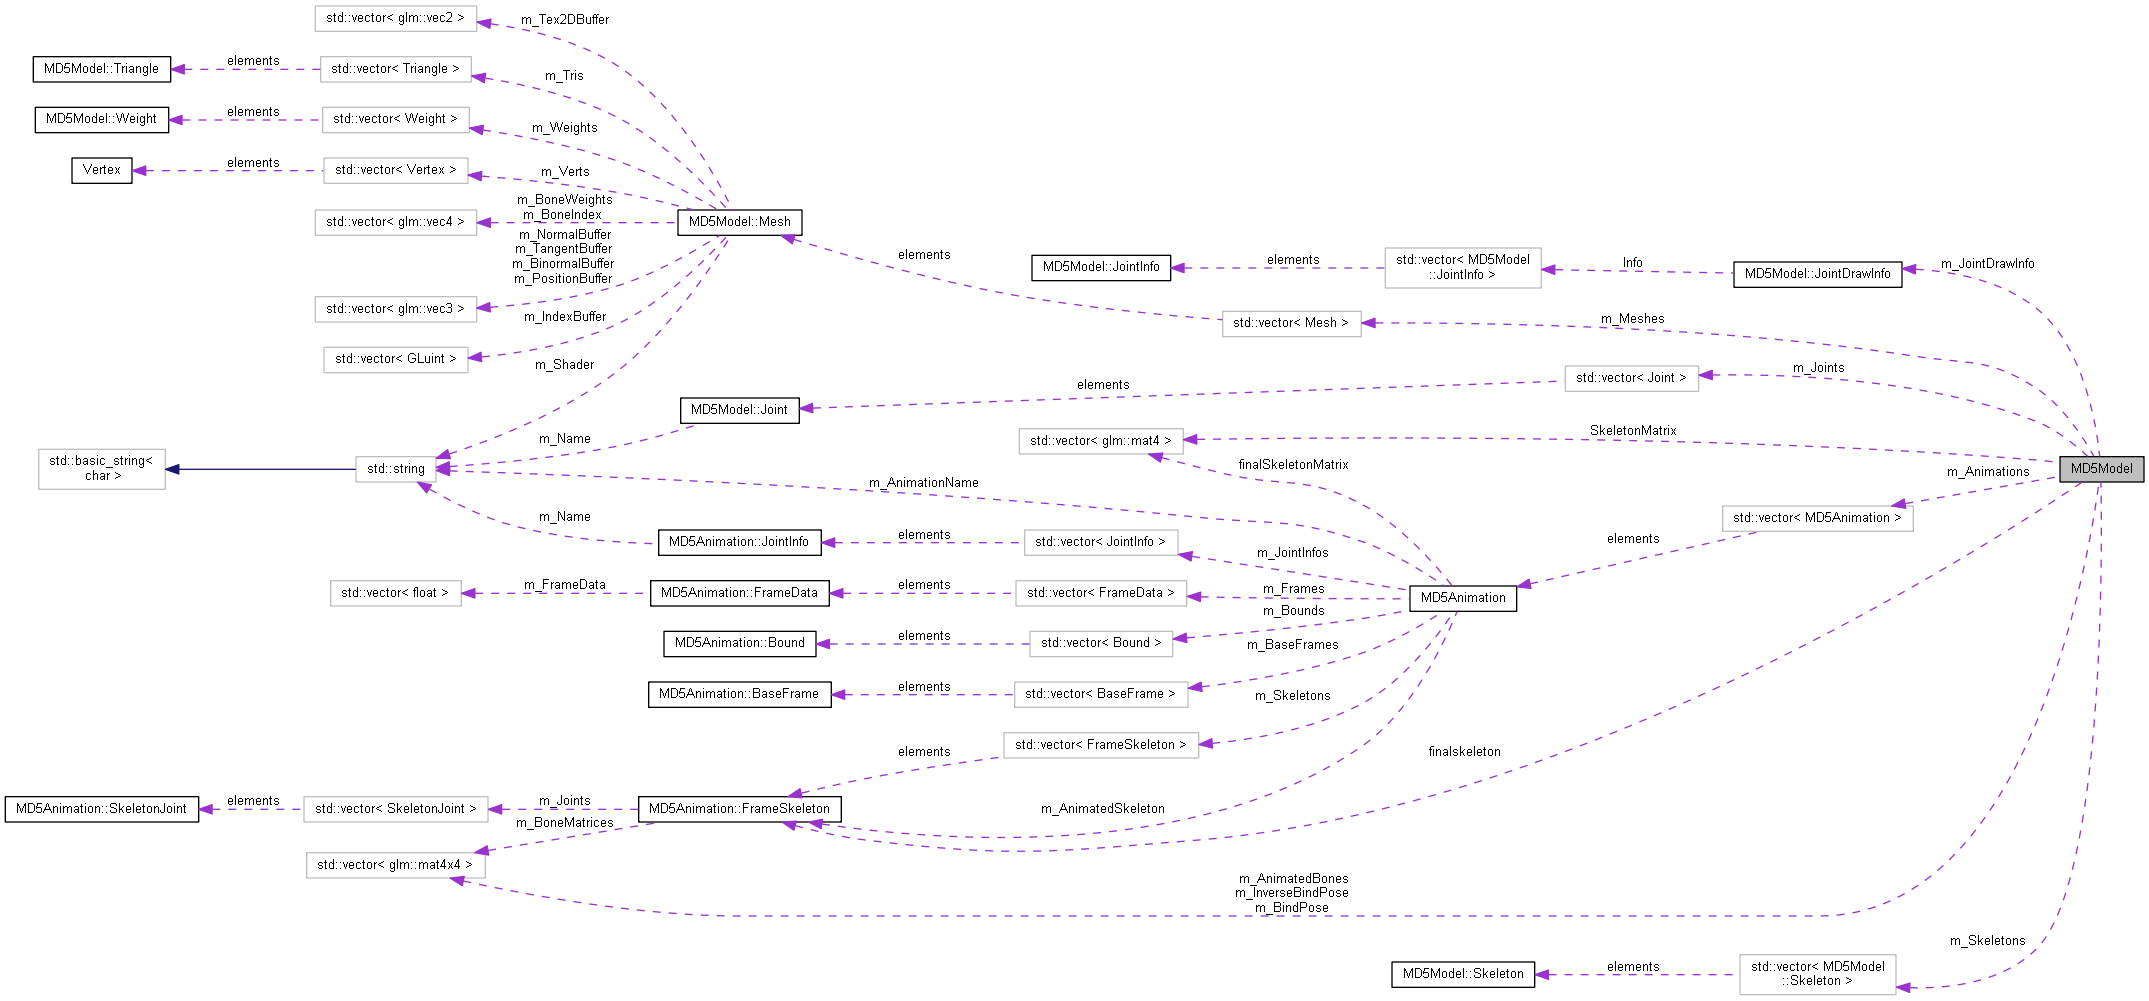 std::vector< glm::vec2 >
m_Tex2DBuffer
MD5Model::Triangle
elements
std::vector< Triangle >
m_Tris
MD5Model::Weight
elements
std::vector< Weight >
m_Weights
Vertex
elements
std::vector< Vertex >
m_Verts
m_BoneWeights
m_BoneIndex
std::vector< glm::vec4 >
MD5Model::Mesh
m_NormalBuffer
m_TangentBuffer
m_BinormalBuffer
m_PositionBuffer
std::vector< glm::vec3 >
m_IndexBuffer
std::vector< GLuint >
m_Shader
elements
MD5Model::JointInfo
elements
std::vector< MD5Model
::JointInfo >
Info
MD5Model::JointDrawInfo
m_JointDrawInfo
std::vector< Mesh >
m_Meshes
elements
std::vector< Joint >
m_Joints
MD5Model::Joint
m_Name
std::vector< glm::mat4 >
SkeletonMatrix
std::basic_string<
char >
std::string
finalSkeletonMatrix
m_AnimationName
MD5Model
m_Animations
std::vector< MD5Animation >
elements
m_Name
MD5Animation::JointInfo
elements
std::vector< JointInfo >
m_JointInfos
std::vector< float >
m_FrameData
MD5Animation::FrameData
elements
std::vector< FrameData >
m_Frames
MD5Animation
m_Bounds
MD5Animation::Bound
elements
std::vector< Bound >
m_BaseFrames
MD5Animation::BaseFrame
elements
std::vector< BaseFrame >
m_Skeletons
elements
std::vector< FrameSkeleton >
finalskeleton
MD5Animation::SkeletonJoint
elements
std::vector< SkeletonJoint >
m_Joints
MD5Animation::FrameSkeleton
m_AnimatedSkeleton
m_BoneMatrices
std::vector< glm::mat4x4 >
m_AnimatedBones
m_InverseBindPose
m_BindPose
m_Skeletons
MD5Model::Skeleton
elements
std::vector< MD5Model
::Skeleton >